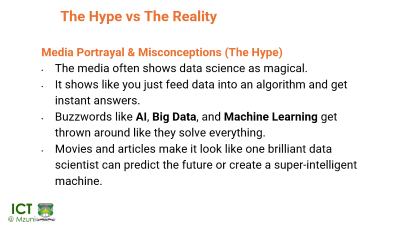 The Hype vs The Reality
Media Portrayal & Misconceptions (The Hype)
• The media often shows data science as magical.
• It shows like you just feed data into an algorithm and get
instant answers.
• Buzzwords like AI, Big Data, and Machine Learning get
thrown around like they solve everything.
• Movies and articles make it look like one brilliant data
scientist can predict the future or create a super-intelligent
machine.
ICT
@ Mzuni